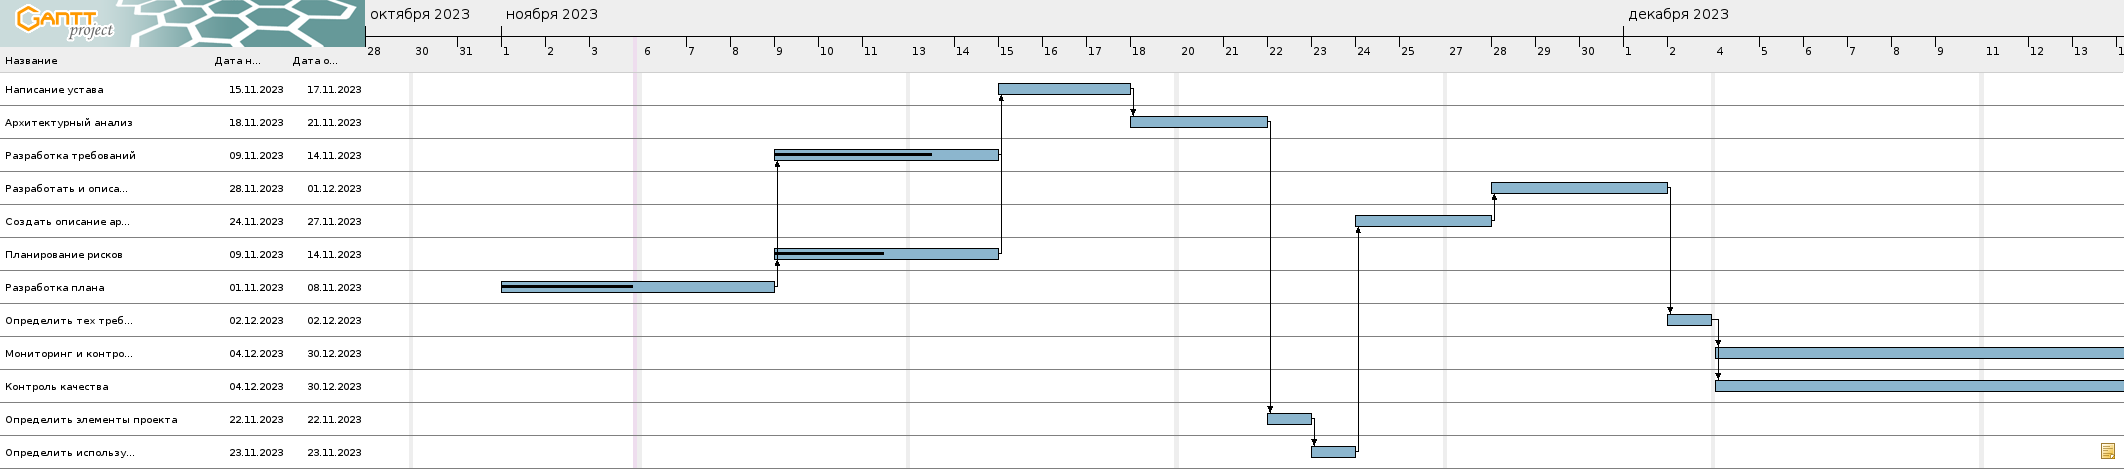 GANTT
project
октября 2023 ноября 2023 декабря 2023
28 30 31 1 2 3 6 7 8 9 10 11 13 14 15 16 17 18 20 21 22 23 24 25 27 28 29 30 1 2 4 5 6 7 8 9 11 12 13 1
Название Дата н... Дата о...
Написание устава 15.11.2023 17.11.2023
Архитектурный анализ 18.11.2023 21.11.2023
Разработка требований 09.11.2023 14.11.2023
Разработать и описа... 28.11.2023 01.12.2023
Создать описание ар... 24.11.2023 27.11.2023
Планирование рисков 09.11.2023 14.11.2023
Разработка плана 01.11.2023 08.11.2023
Определить тех треб... 02.12.2023 02.12.2023
Мониторинг и контро... 04.12.2023 30.12.2023
Контроль качества 04.12.2023 30.12.2023
Определить элементы проекта 22.11.2023 22.11.2023
Определить использу... 23.11.2023 23.11.2023